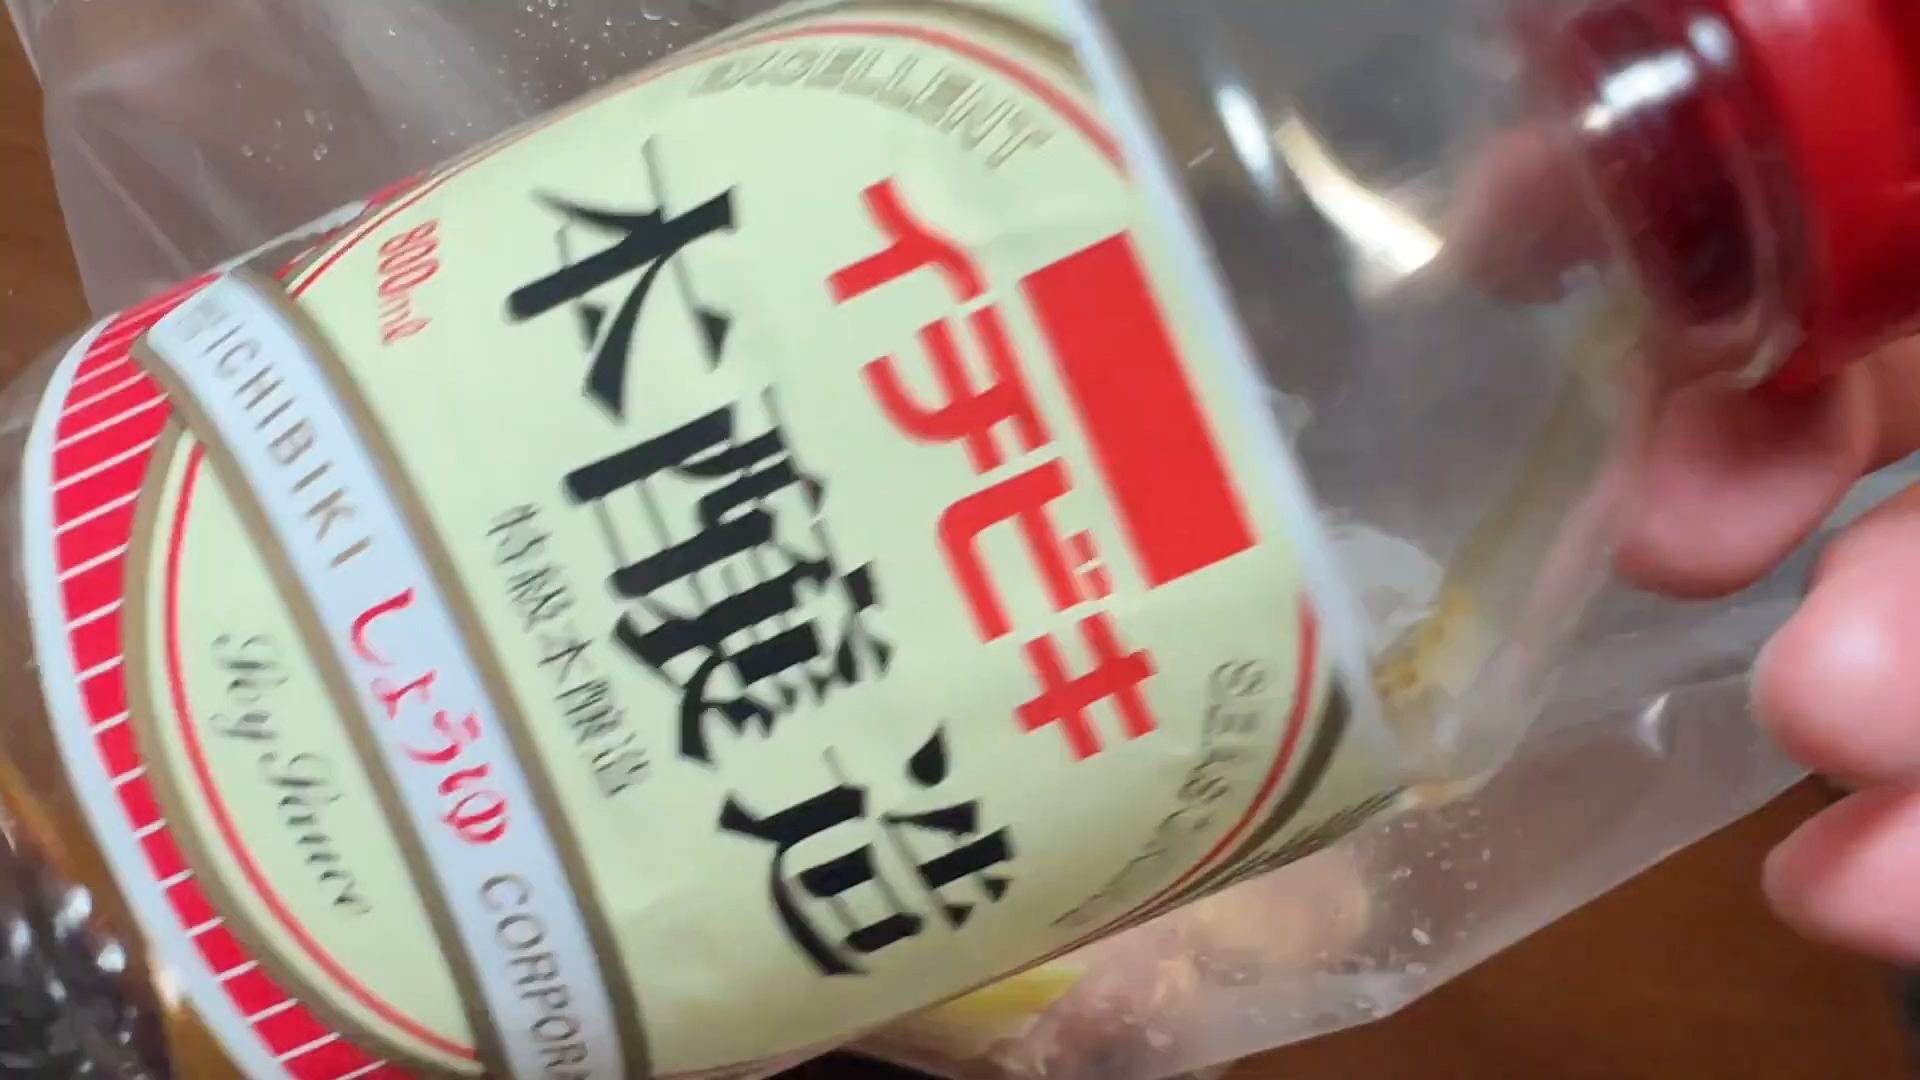 EXCELLENT
イチビキ
本醸造
特級本醸造
800ml
ICHIBIKI しょうゆ CORPORA
Soy Sauce